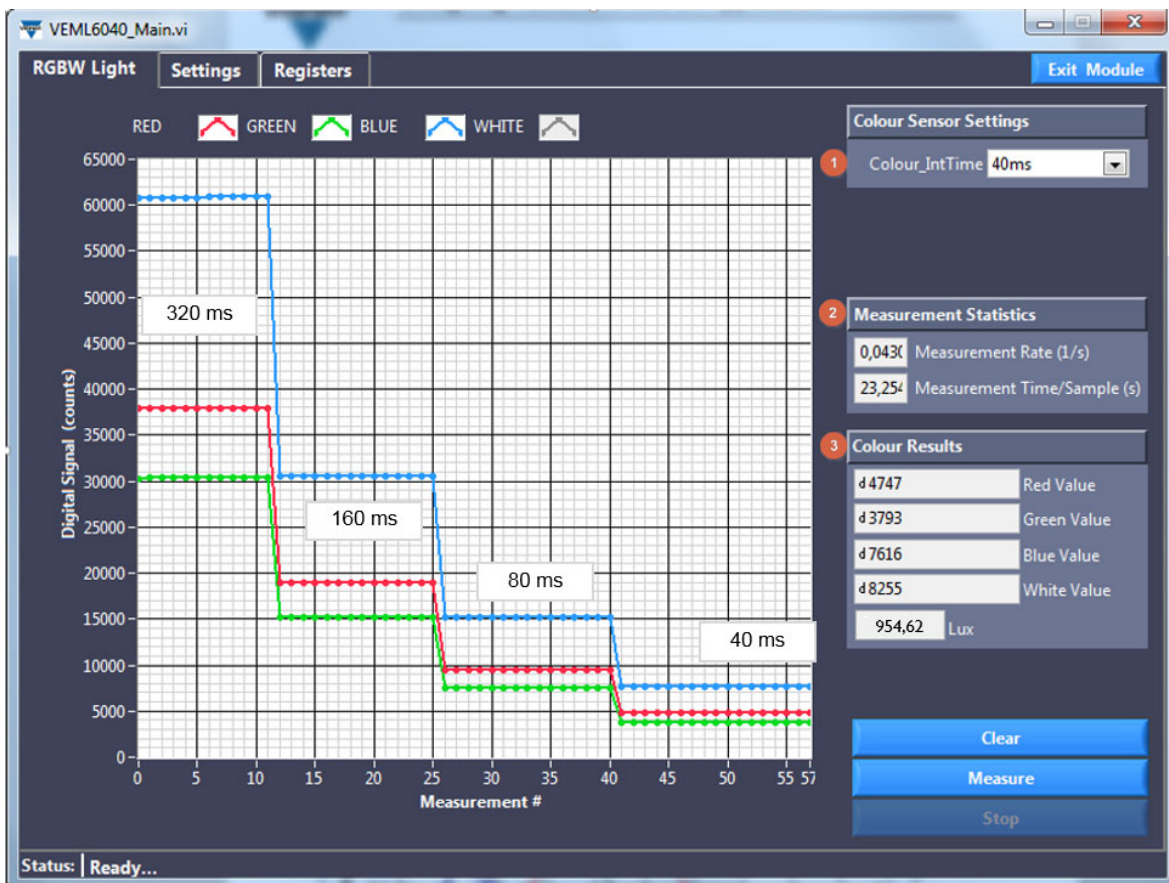 VEML6040_Main.vi
RGBW Light Settings Registers Exit Module
RED GREEN BLUE WHITE
Colour Sensor Settings
1 Colour_IntTime 40ms
65000
60000
55000
50000
45000
40000
35000
30000
25000
20000
15000
10000
5000
0
Digital Signal (counts)
320 ms
160 ms
80 ms
40 ms
0 5 10 15 20 25 30 35 40 45 50 55 57
Measurement #
2 Measurement Statistics
Measurement Rate (1/s)
Measurement Time/Sample (s)
3 Colour Results
d 4747 Red Value
d 3793 Green Value
d 7616 Blue Value
d 8255 White Value
954,62 Lux
Clear
Measure
Stop
Status: Ready...